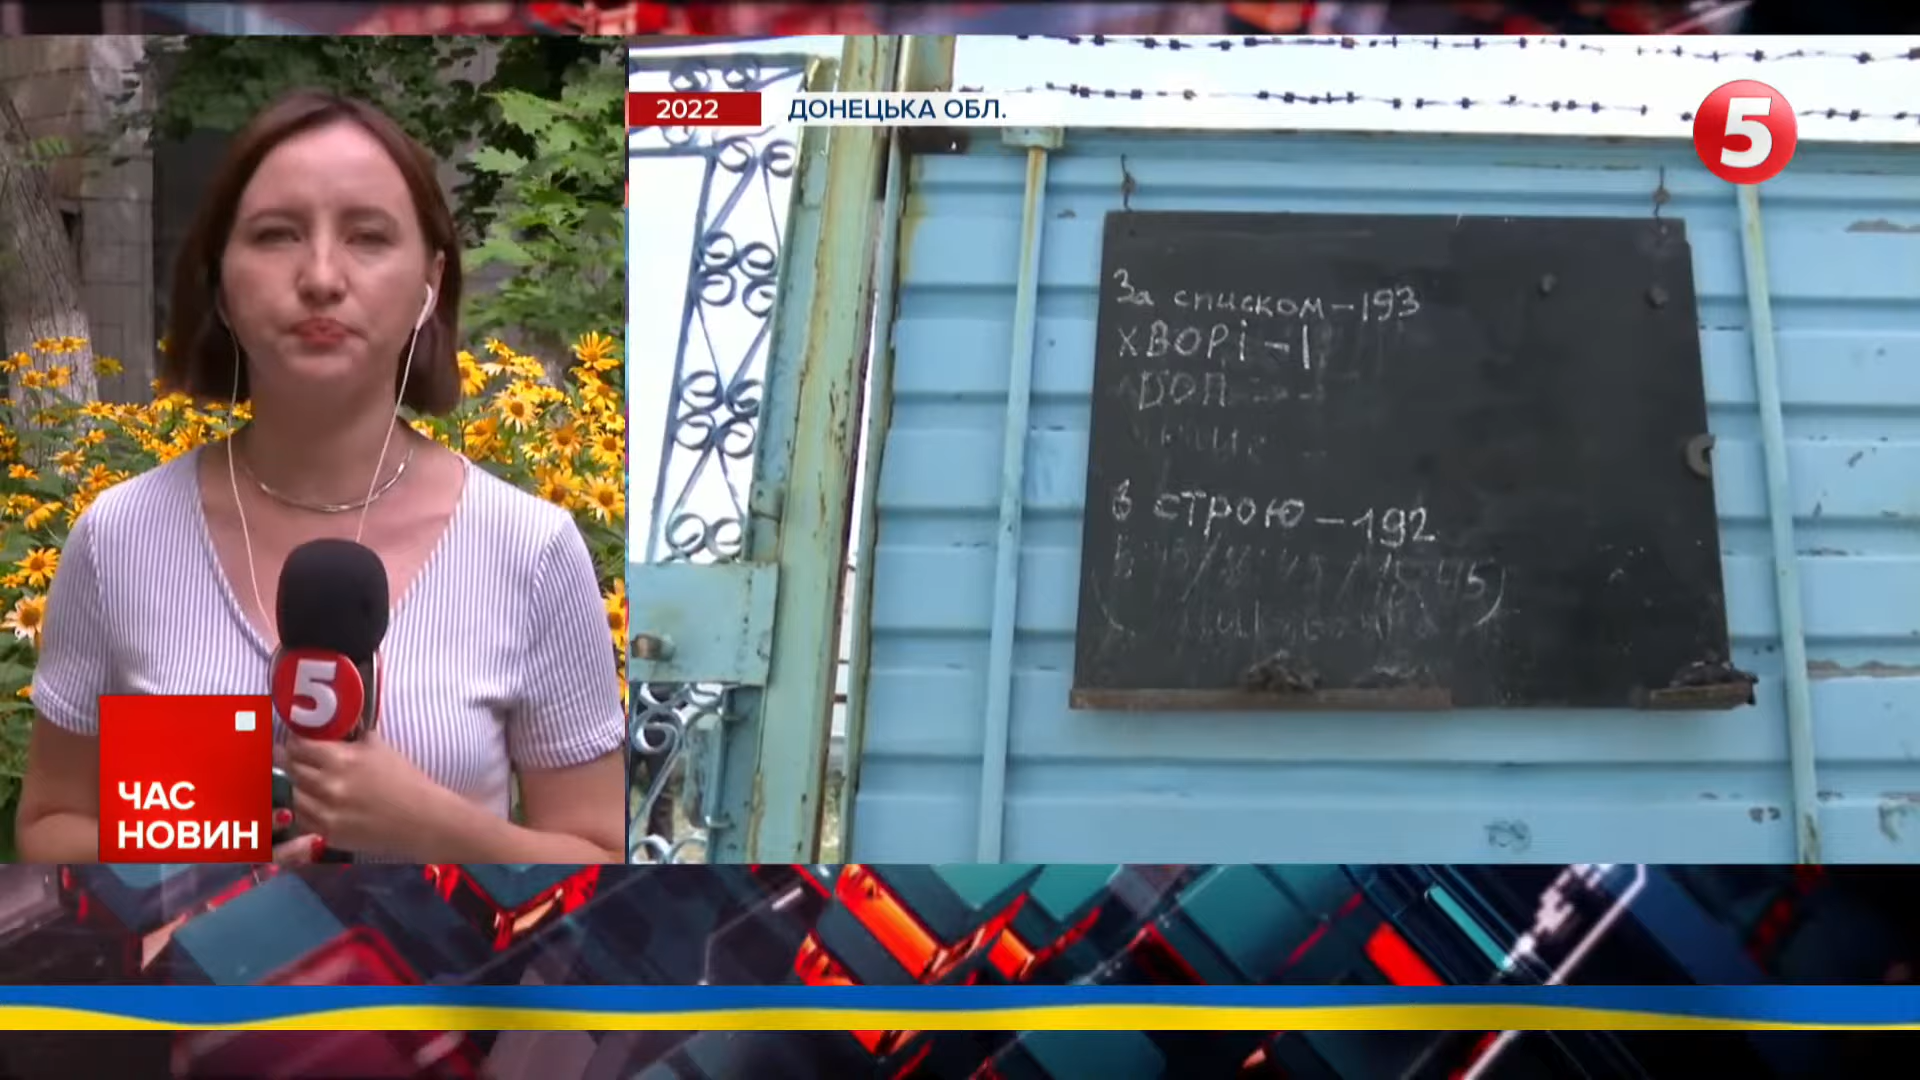 2022
ДОНЕЦЬКА ОБЛ.
5
За списком – 193
ХВОРІ – 1
В строю – 192
5
ЧАС
НОВИН